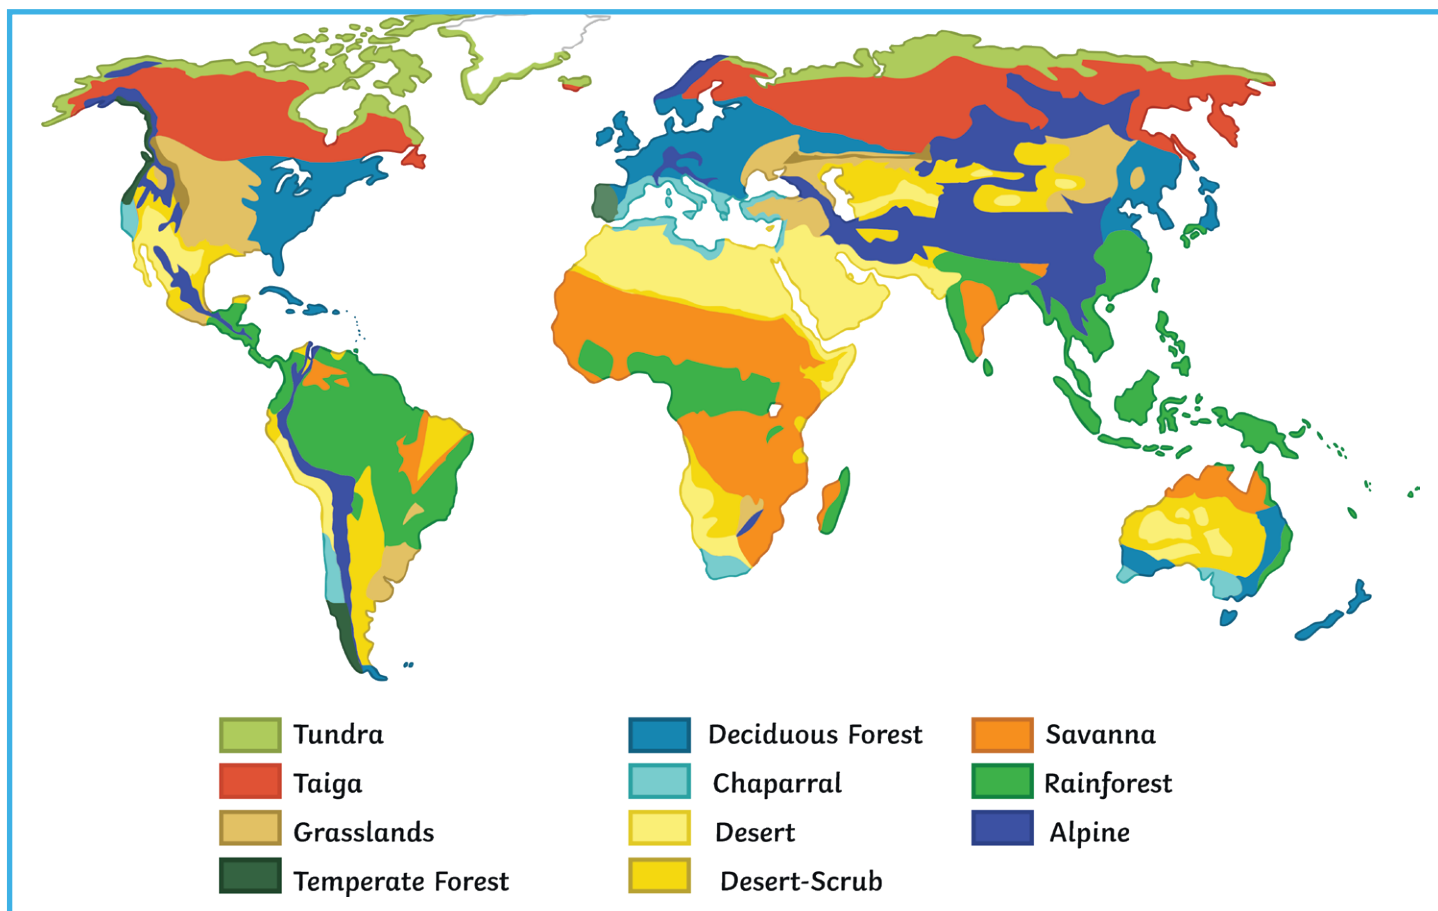 Tundra
Taiga
Grasslands
Temperate Forest
Deciduous Forest
Chaparral
Desert
Desert-Scrub
Savanna
Rainforest
Alpine